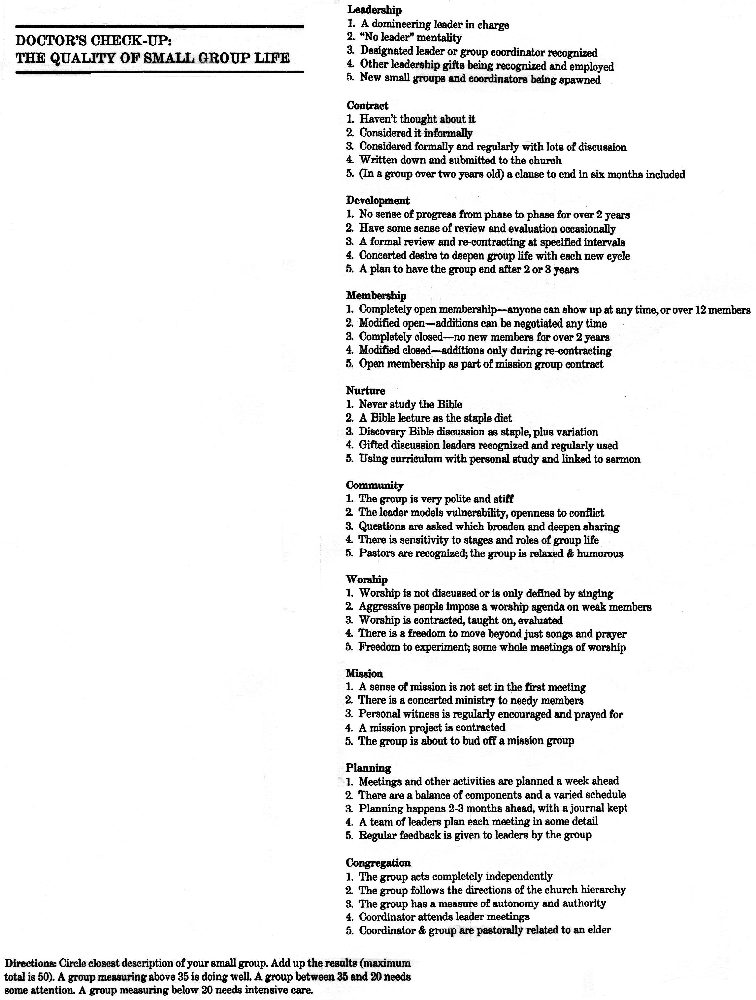 DOCTOR'S CHECK-UP:
THE QUALITY OF SMALL GROUP LIFE
Leadership
1. A domineering leader in charge
2. “No leader” mentality
3. Designated leader or group coordinator recognized
4. Other leadership gifts being recognized and employed
5. New small groups and coordinators being spawned
Contract
1. Haven't thought about it
2. Considered it informally
3. Considered formally and regularly with lots of discussion
4. Written down and submitted to the church
5. (In a group over two years old) a clause to end in six months included
Development
1. No sense of progress from phase to phase for over 2 years
2. Have some sense of review and evaluation occasionally
3. A formal review and re-contracting at specified intervals
4. Concerted desire to deepen group life with each new cycle
5. A plan to have the group end after 2 or 3 years
Membership
1. Completely open membership—anyone can show up at any time, or over 12 members
2. Modified open—additions can be negotiated any time
3. Completely closed—no new members for over 2 years
4. Modified closed—additions only during re-contracting
5. Open membership as part of mission group contract
Nurture
1. Never study the Bible
2. A Bible lecture as the staple diet
3. Discovery Bible discussion as staple, plus variation
4. Gifted discussion leaders recognized and regularly used
5. Using curriculum with personal study and linked to sermon
Community
1. The group is very polite and stiff
2. The leader models vulnerability, openness to conflict
3. Questions are asked which broaden and deepen sharing
4. There is sensitivity to stages and roles of group life
5. Pastors are recognized; the group is relaxed & humorous
Worship
1. Worship is not discussed or is only defined by singing
2. Aggressive people impose a worship agenda on weak members
3. Worship is contracted, taught on, evaluated
4. There is a freedom to move beyond just songs and prayer
5. Freedom to experiment; some whole meetings of worship
Mission
1. A sense of mission is not set in the first meeting
2. There is a concerted ministry to needy members
3. Personal witness is regularly encouraged and prayed for
4. A mission project is contracted
5. The group is about to bud off a mission group
Planning
1. Meetings and other activities are planned a week ahead
2. There are a balance of components and a varied schedule
3. Planning happens 2-3 months ahead, with a journal kept
4. A team of leaders plan each meeting in some detail
5. Regular feedback is given to leaders by the group
Congregation
1. The group acts completely independently
2. The group follows the directions of the church hierarchy
3. The group has a measure of autonomy and authority
4. Coordinator attends leader meetings
5. Coordinator & group are pastorally related to an elder
Directions: Circle closest description of your small group. Add up the results (maximum
total is 50). A group measuring above 35 is doing well. A group between 35 and 20 needs
some attention. A group measuring below 20 needs intensive care.